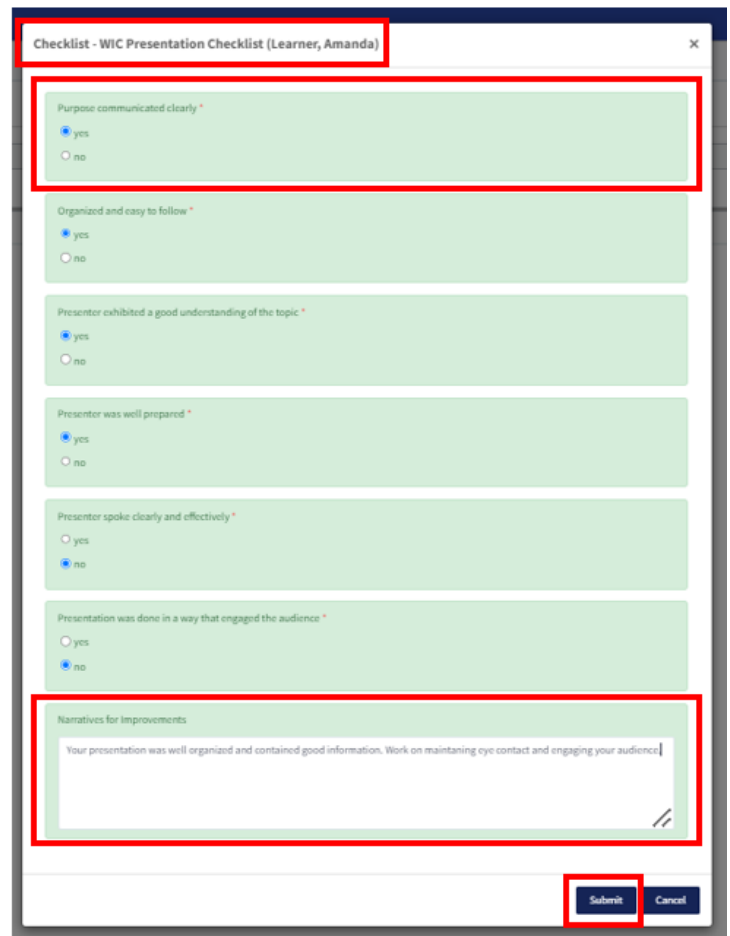 Checklist - WIC Presentation Checklist (Learner, Amanda) ×
Purpose communicated clearly *
yes
no
Organized and easy to follow *
yes
no
Presenter exhibited a good understanding of the topic *
yes
no
Presenter was well prepared *
yes
no
Presenter spoke clearly and effectively *
yes
no
Presentation was done in a way that engaged the audience *
yes
no
Narratives for Improvements
Your presentation was well organized and contained good information. Work on maintaning eye contact and engaging your audience.
Submit Cancel